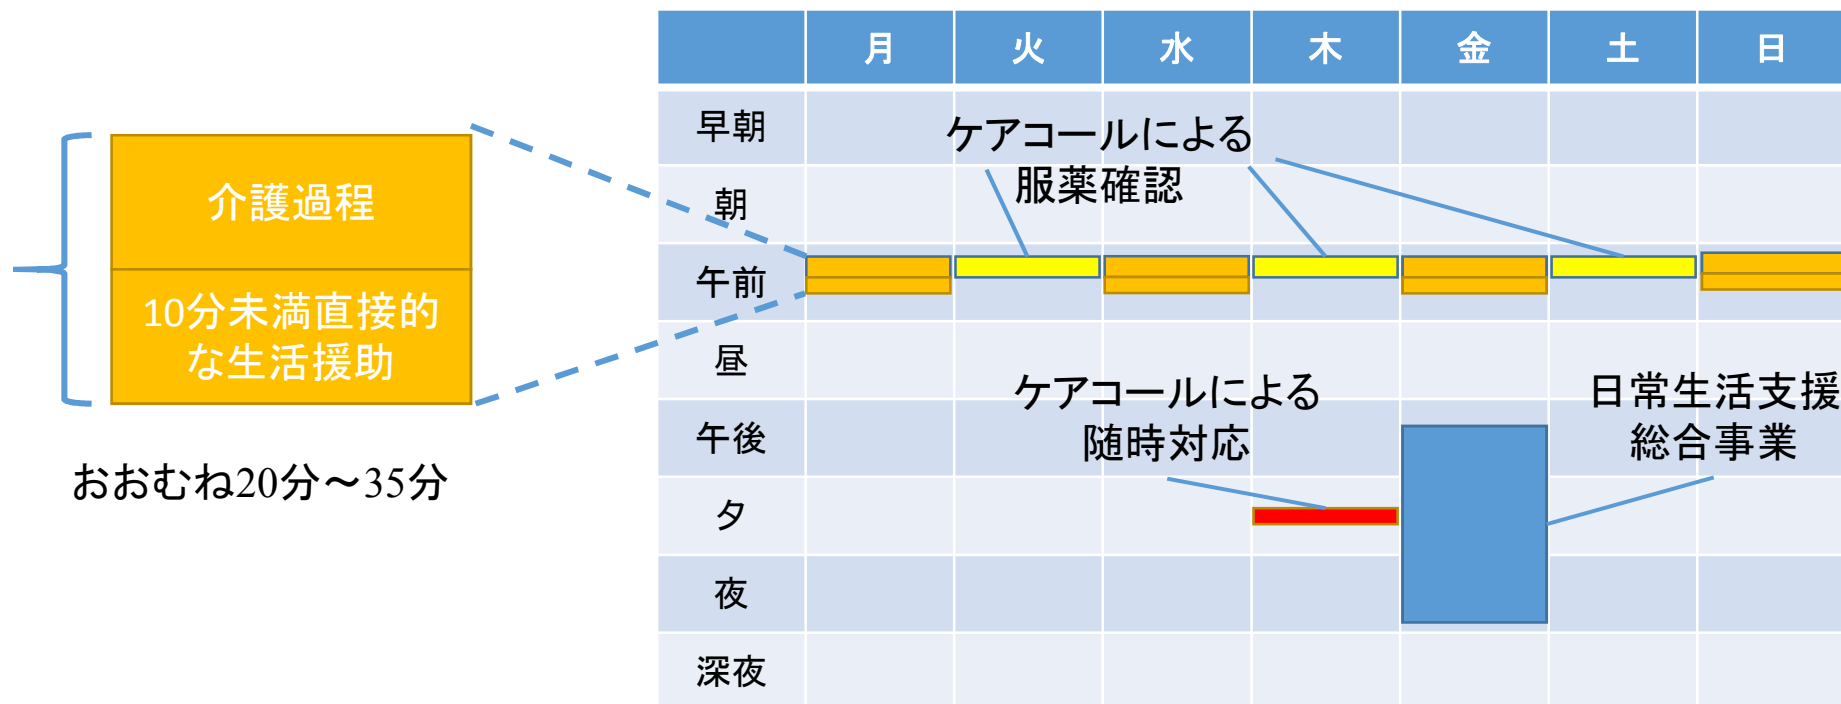 介護過程
10分未満直接的
な生活援助
おおむね20分～35分
月 火 水 木 金 土 日
早朝
朝
午前
昼
午後
夕
夜
深夜
ケアコールによる
服薬確認
ケアコールによる
随時対応
日常生活支援
総合事業